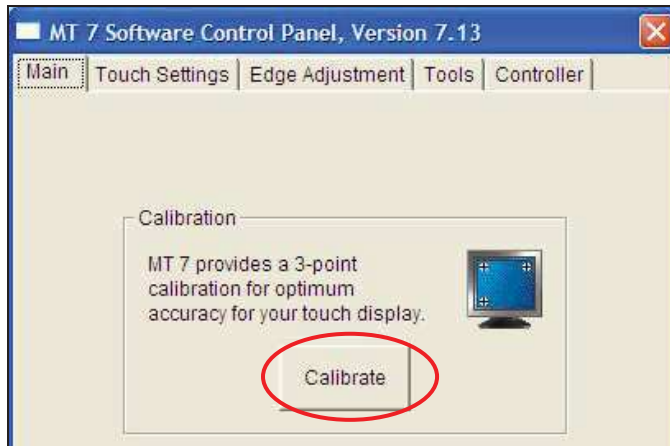 MT 7 Software Control Panel, Version 7.13
Main Touch Settings Edge Adjustment Tools Controller
Calibration
MT 7 provides a 3-point
calibration for optimum
accuracy for your touch display.
Calibrate